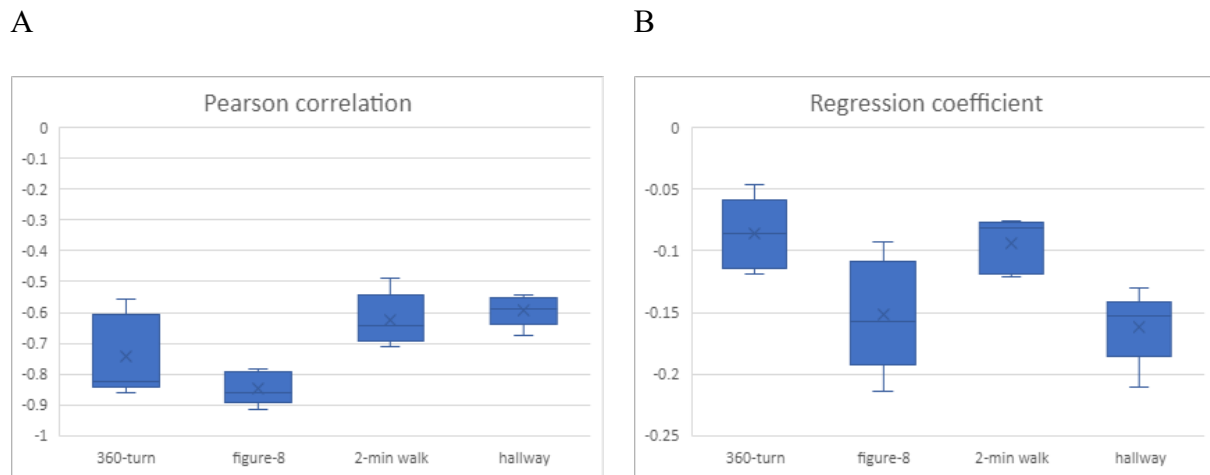 A
B
Pearson correlation
0
-0.1
-0.2
-0.3
-0.4
-0.5
-0.6
-0.7
-0.8
-0.9
-1
360-turn figure-8 2-min walk hallway
Regression coefficient
0
-0.05
-0.1
-0.15
-0.2
-0.25
360-turn figure-8 2-min walk hallway